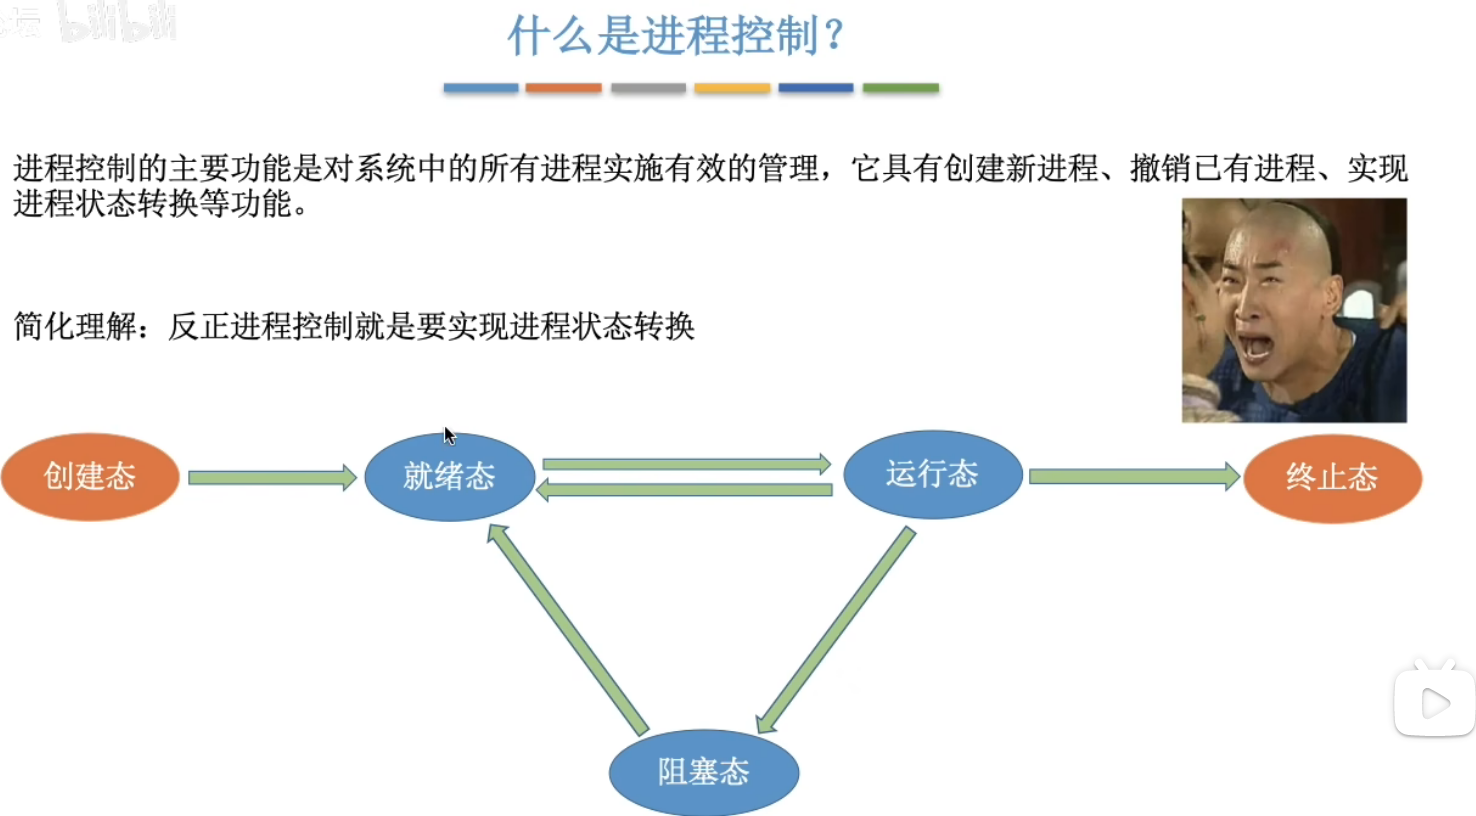 坛 bilibili
什么是进程控制？
进程控制的主要功能是对系统中的所有进程实施有效的管理，它具有创建新进程、撤销已有进程、实现
进程状态转换等功能。
简化理解：反正进程控制就是要实现进程状态转换
创建态
就绪态
运行态
终止态
阻塞态